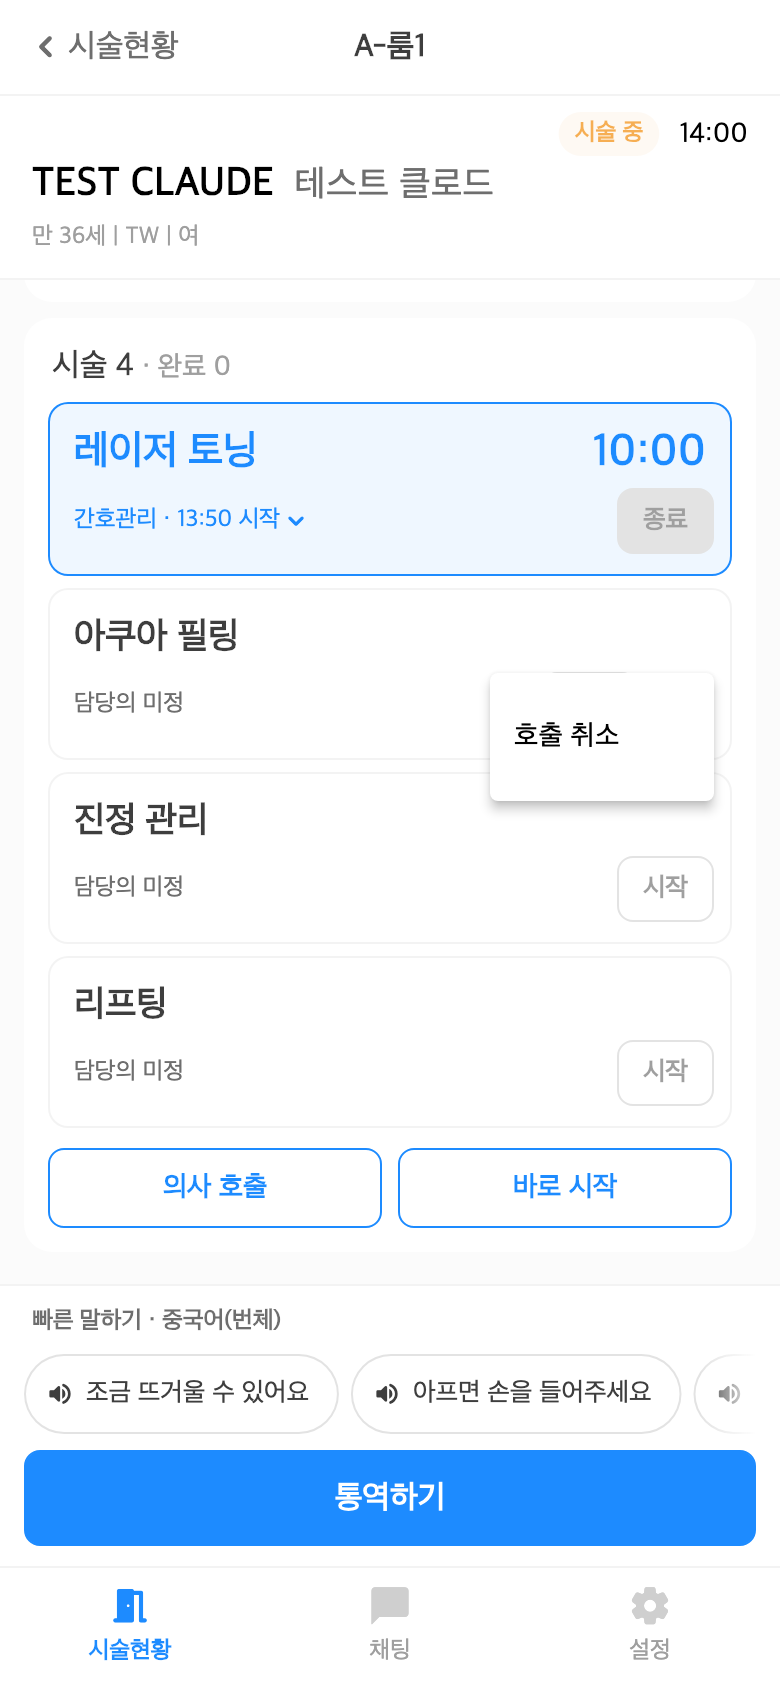 시술현황
A-룸1
시술 중 14:00
TEST CLAUDE 테스트 클로드
만 36세 | TW | 여
시술 4 · 완료 0
레이저 토닝 10:00
간호관리 · 13:50 시작
종료
아쿠아 필링
담당의 미정
호출 취소
진정 관리
담당의 미정
시작
리프팅
담당의 미정
시작
의사 호출
바로 시작
빠른 말하기 · 중국어(번체)
조금 뜨거울 수 있어요
아프면 손을 들어주세요
통역하기
시술현황
채팅
설정